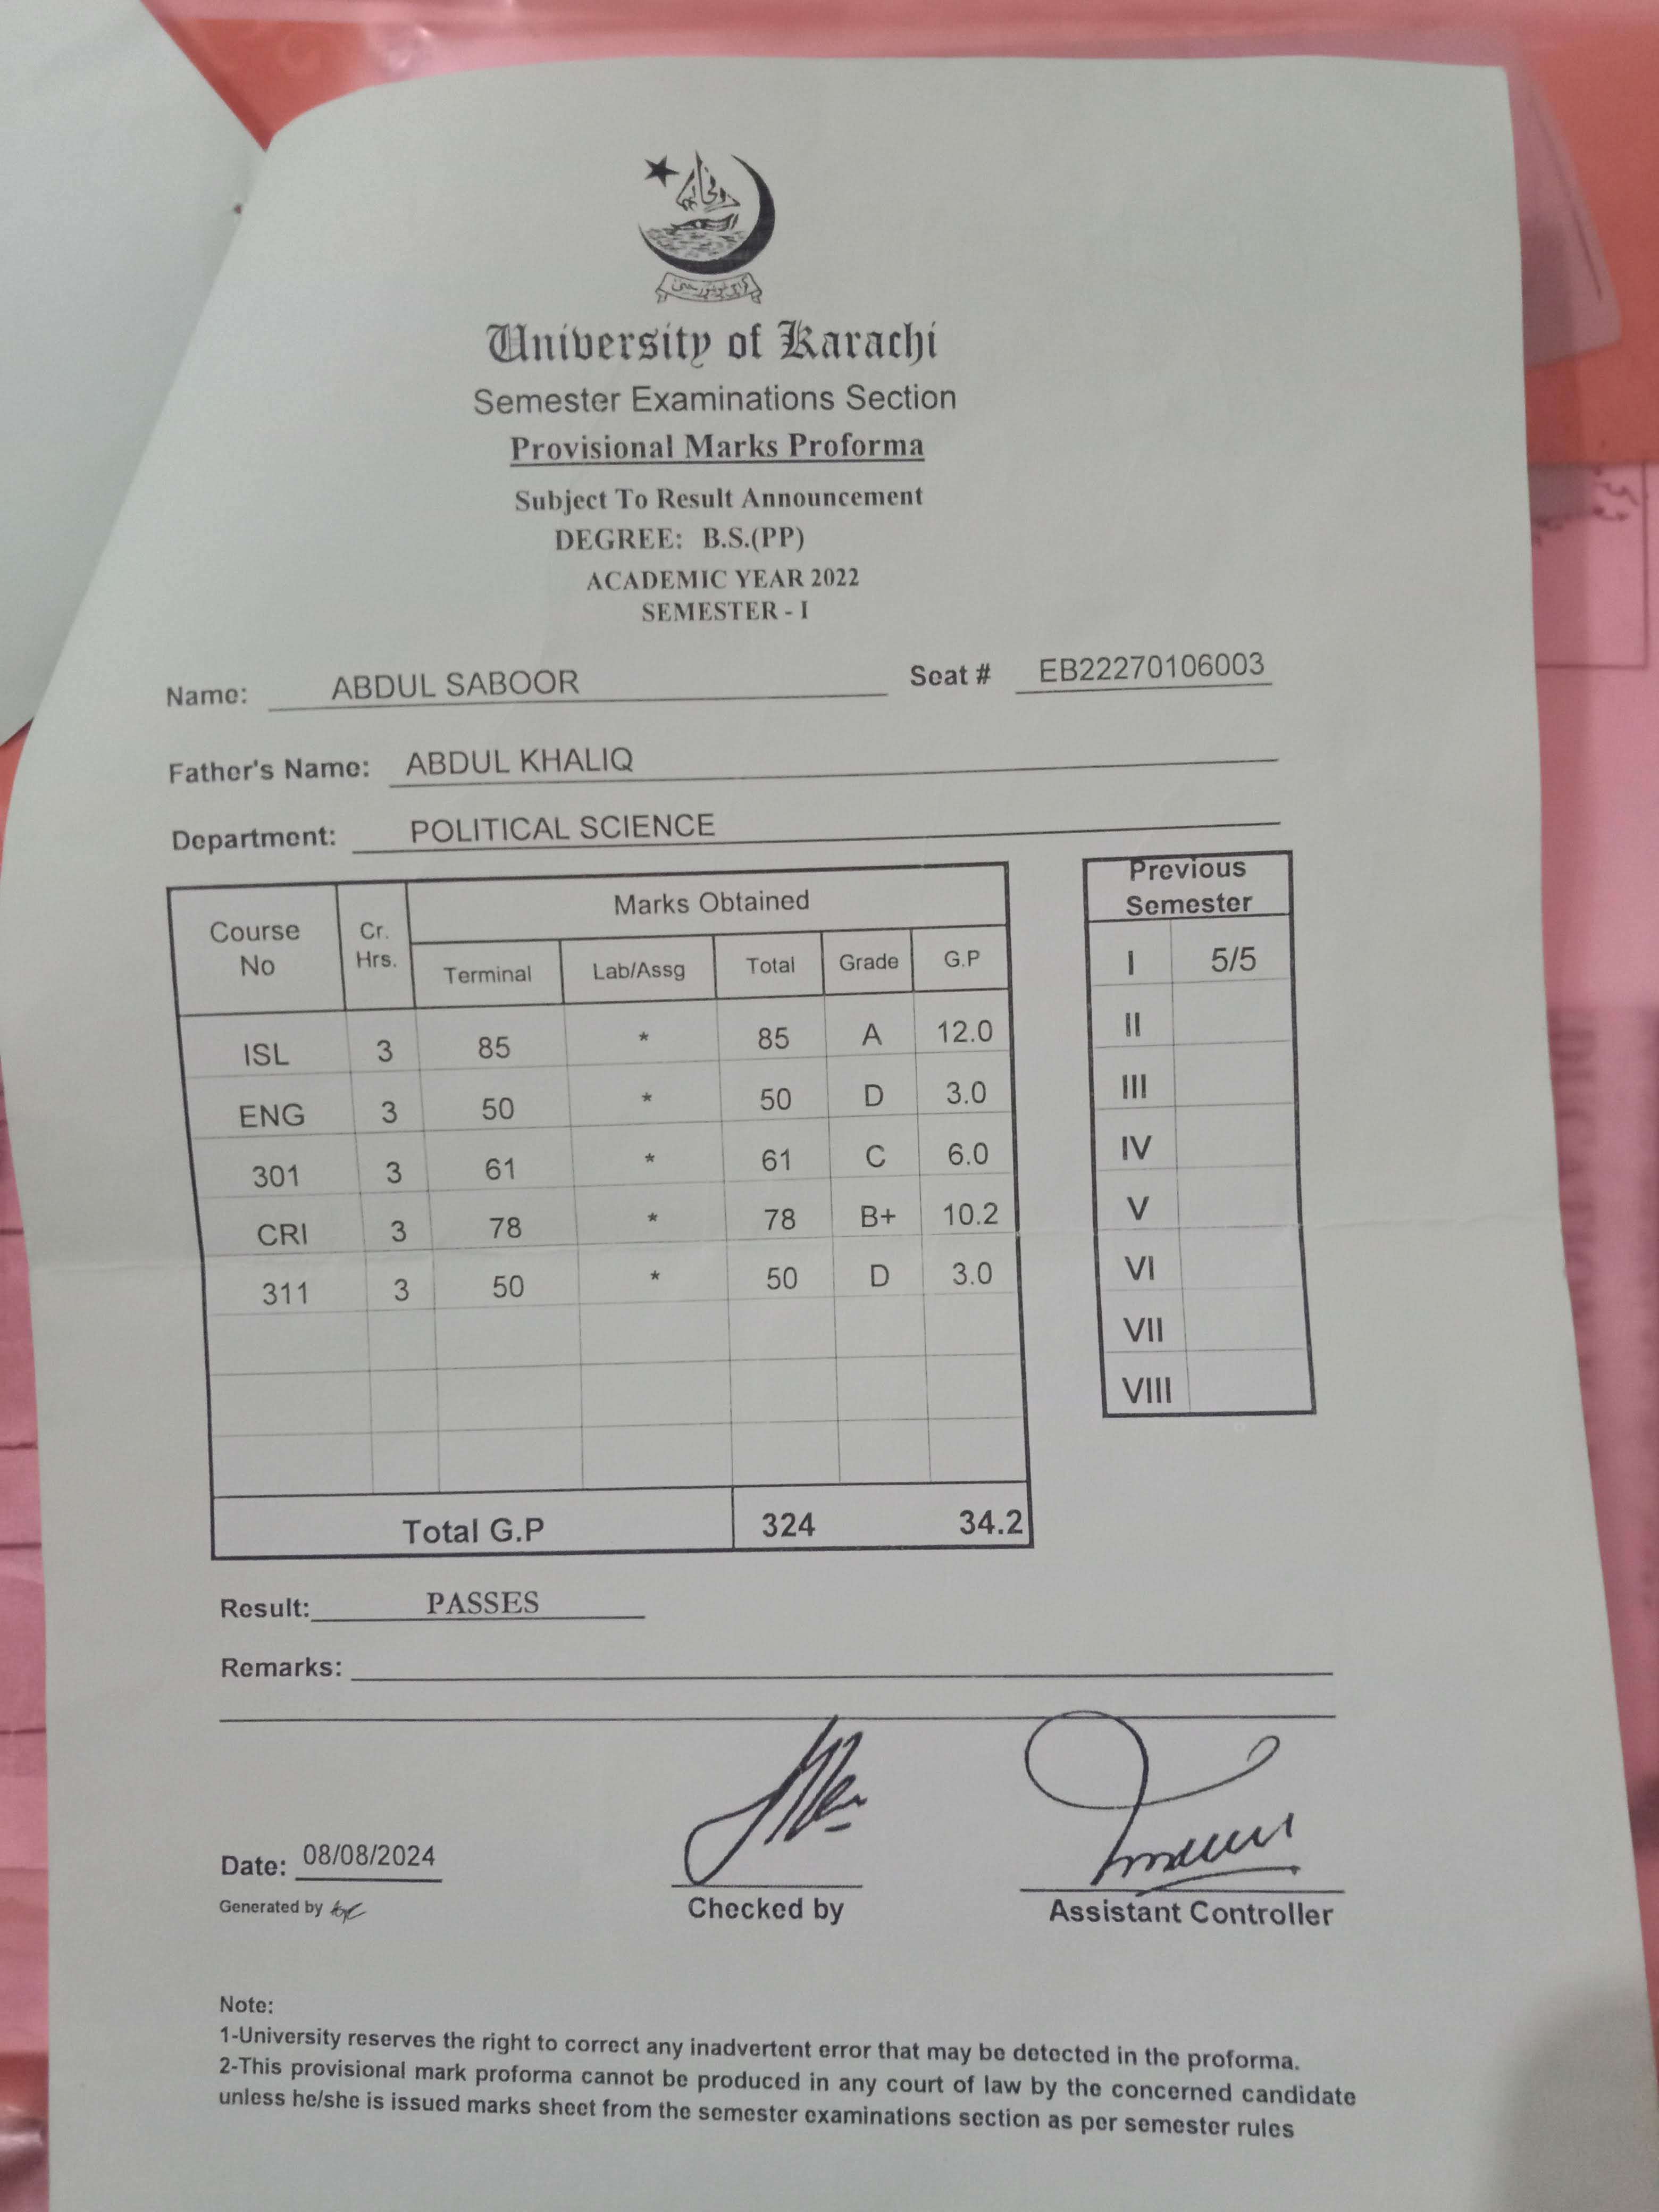 University of Karachi
Semester Examinations Section
Provisional Marks Proforma
Subject To Result Announcement
DEGREE: B.S.(PP)
ACADEMIC YEAR 2022
SEMESTER - I
Name: ABDUL SABOOR Seat # EB22270106003
Father's Name: ABDUL KHALIQ
Department: POLITICAL SCIENCE
Course No Cr. Hrs. Marks Obtained
Terminal Lab/Assg Total Grade G.P
ISL 3 85 * 85 A 12.0
ENG 3 50 * 50 D 3.0
301 3 61 * 61 C 6.0
CRI 3 78 * 78 B+ 10.2
311 3 50 * 50 D 3.0
Total G.P 324 34.2
Previous
Semester
I 5/5
II
III
IV
V
VI
VII
VIII
Result: PASSES
Remarks:
Date: 08/08/2024
Generated by
Checked by
Assistant Controller
Note:
1-University reserves the right to correct any inadvertent error that may be detected in the proforma.
2-This provisional mark proforma cannot be produced in any court of law by the concerned candidate
unless he/she is issued marks sheet from the semester examinations section as per semester rules